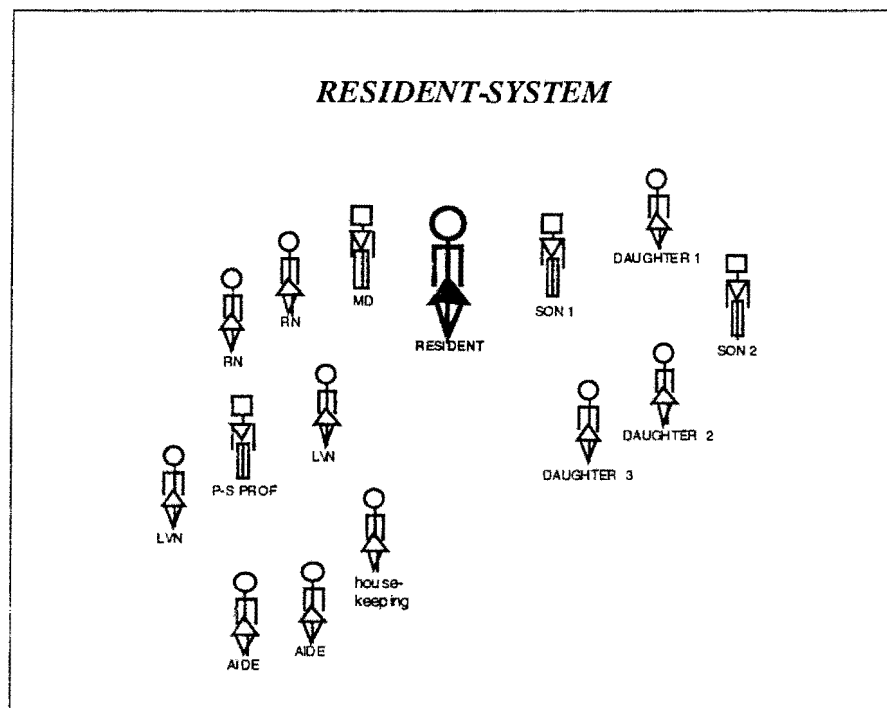 RESIDENT-SYSTEM
DAUGHTER 1
MD
SON 1
RN
RESIDENT
SON 2
RN
DAUGHTER 2
LVN
DAUGHTER 3
P-S PROF
LVN
house-
keeping
AIDE
AIDE